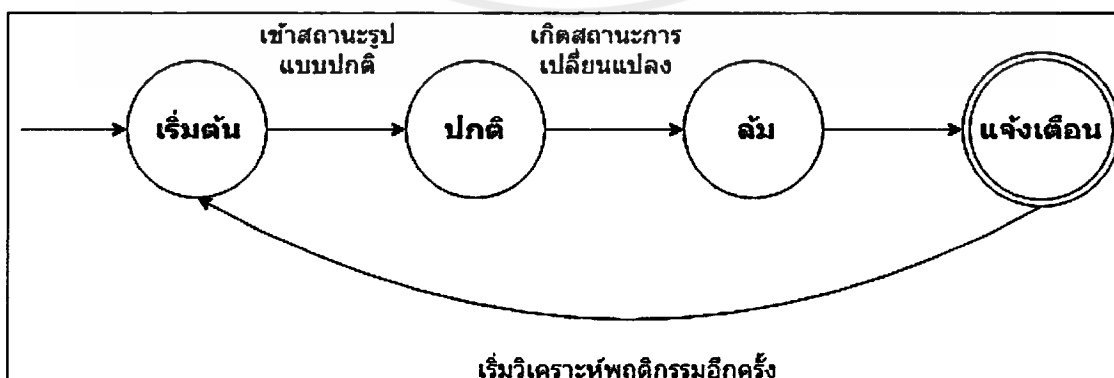 เข้าสถานะรูป
แบบปกติ
เกิดสถานะการ
เปลี่ยนแปลง
เริ่มต้น
ปกติ
ล้ม
แจ้งเตือน
เริ่มวิเคราะห์พฤติกรรมอีกครั้ง